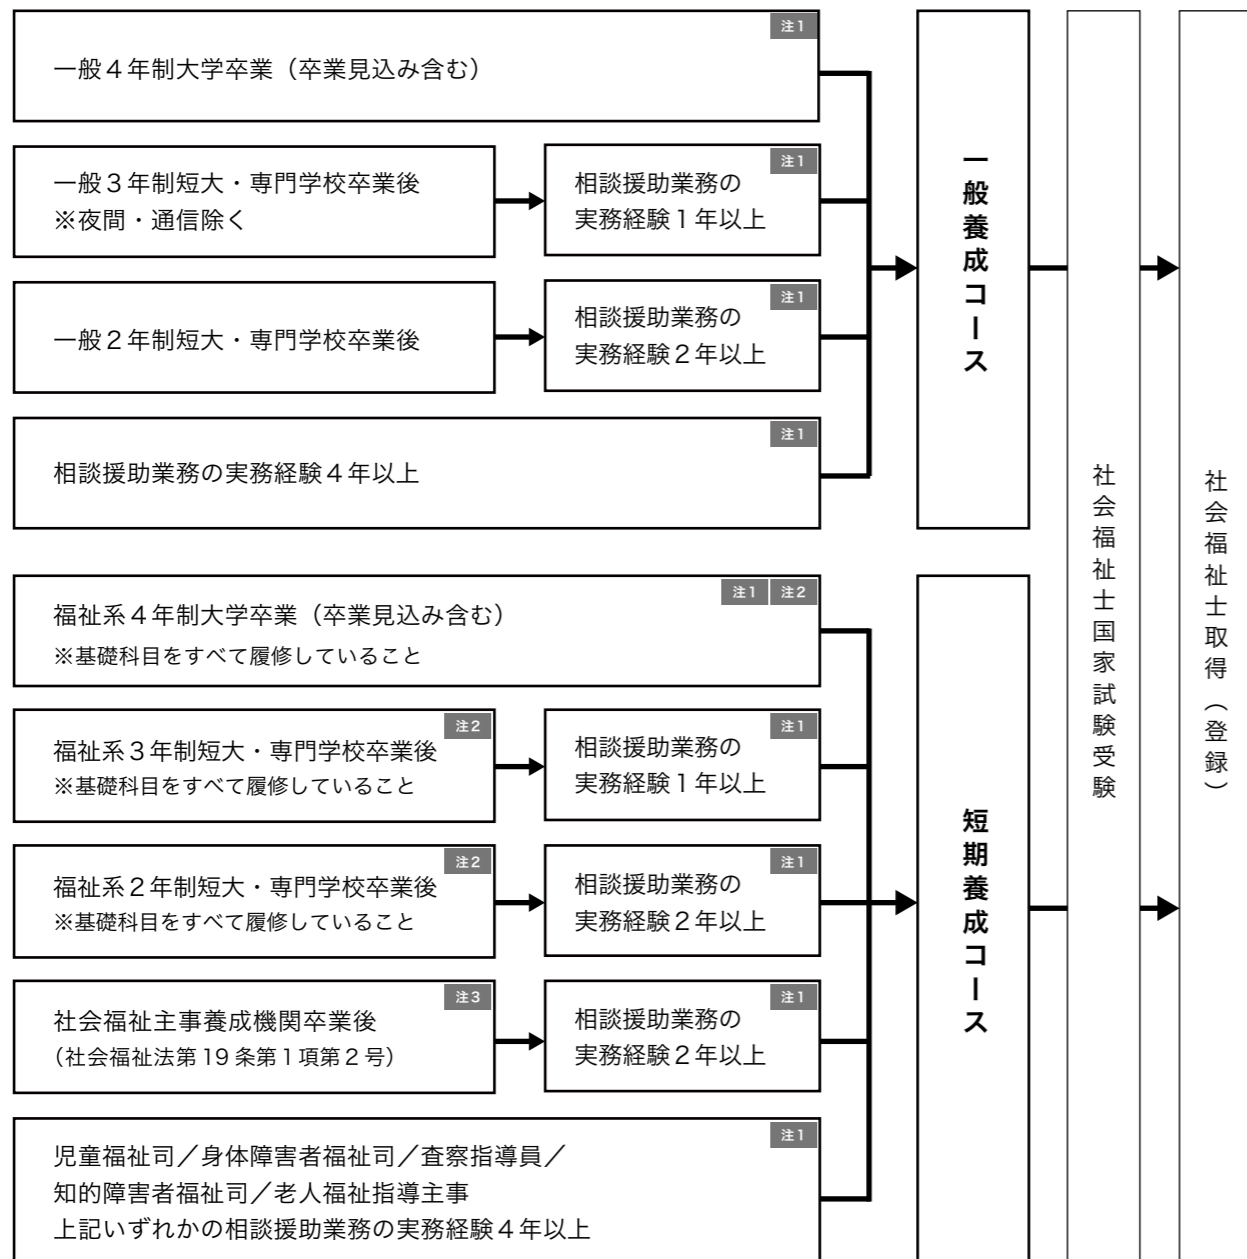 注1
一般４年制大学卒業（卒業見込み含む）
一般３年制短大・専門学校卒業後
※夜間・通信除く
注1
相談援助業務の
実務経験１年以上
一般２年制短大・専門学校卒業後
注1
相談援助業務の
実務経験２年以上
注1
相談援助業務の実務経験４年以上
一般養成コース
注1 注2
福祉系４年制大学卒業（卒業見込み含む）
※基礎科目をすべて履修していること
注2
福祉系３年制短大・専門学校卒業後
※基礎科目をすべて履修していること
注1
相談援助業務の
実務経験１年以上
注2
福祉系２年制短大・専門学校卒業後
※基礎科目をすべて履修していること
注1
相談援助業務の
実務経験２年以上
注3
社会福祉主事養成機関卒業後
（社会福祉法第19条第１項第２号）
注1
相談援助業務の
実務経験２年以上
注1
児童福祉司／身体障害者福祉司／査察指導員／
知的障害者福祉司／老人福祉指導主事
上記いずれかの相談援助業務の実務経験４年以上
短期養成コース
社会福祉士国家試験受験
社会福祉士取得（登録）